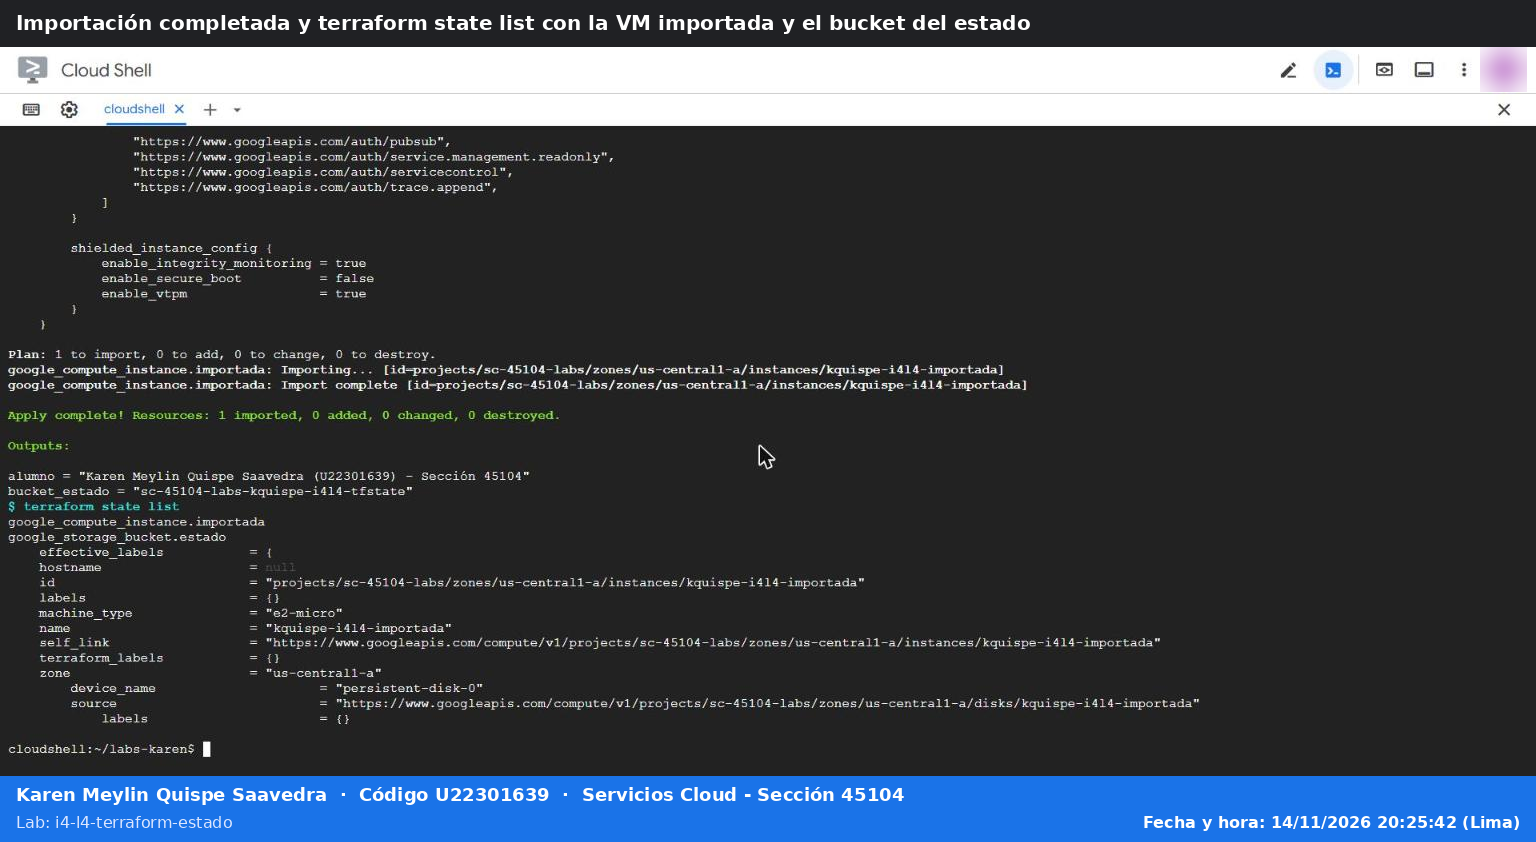 Importación completada y terraform state list con la VM importada y el bucket del estado
Cloud Shell
cloudshell
                "https://www.googleapis.com/auth/pubsub",
                "https://www.googleapis.com/auth/service.management.readonly",
                "https://www.googleapis.com/auth/servicecontrol",
                "https://www.googleapis.com/auth/trace.append",
            ]
        }
        shielded_instance_config {
            enable_integrity_monitoring = true
            enable_secure_boot          = false
            enable_vtpm                 = true
        }
    }
Plan: 1 to import, 0 to add, 0 to change, 0 to destroy.
google_compute_instance.importada: Importing... [id=projects/sc-45104-labs/zones/us-central1-a/instances/kquispe-i4l4-importada]
google_compute_instance.importada: Import complete [id=projects/sc-45104-labs/zones/us-central1-a/instances/kquispe-i4l4-importada]
Apply complete! Resources: 1 imported, 0 added, 0 changed, 0 destroyed.
Outputs:
alumno = "Karen Meylin Quispe Saavedra (U22301639) - Sección 45104"
bucket_estado = "sc-45104-labs-kquispe-i4l4-tfstate"
$ terraform state list
google_compute_instance.importada
google_storage_bucket.estado
    effective_labels           = {
    hostname                   = null
    id                         = "projects/sc-45104-labs/zones/us-central1-a/instances/kquispe-i4l4-importada"
    labels                     = {}
    machine_type               = "e2-micro"
    name                       = "kquispe-i4l4-importada"
    self_link                  = "https://www.googleapis.com/compute/v1/projects/sc-45104-labs/zones/us-central1-a/instances/kquispe-i4l4-importada"
    terraform_labels           = {}
    zone                       = "us-central1-a"
        device_name                     = "persistent-disk-0"
        source                          = "https://www.googleapis.com/compute/v1/projects/sc-45104-labs/zones/us-central1-a/disks/kquispe-i4l4-importada"
            labels                      = {}
cloudshell:~/labs-karen$
Karen Meylin Quispe Saavedra · Código U22301639 · Servicios Cloud - Sección 45104
Lab: i4-l4-terraform-estado
Fecha y hora: 14/11/2026 20:25:42 (Lima)